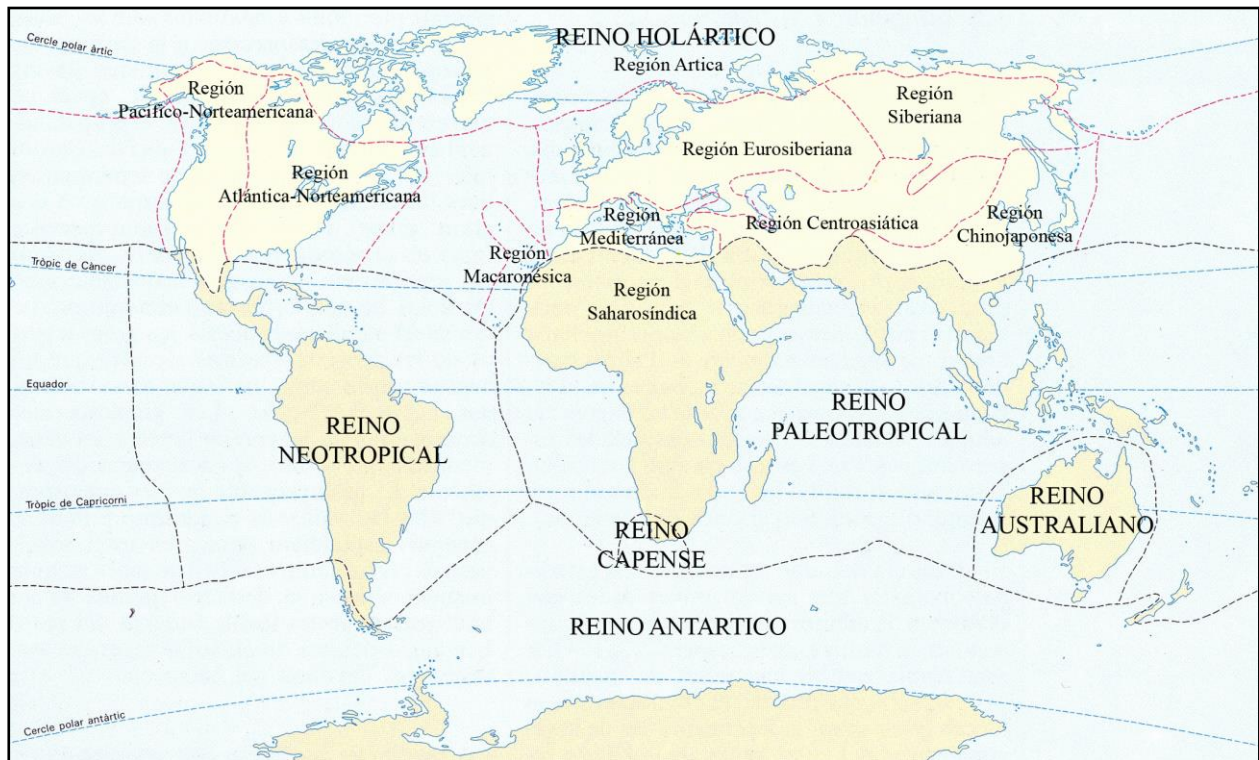 Cercle polar àrtic
REINO HOLÁRTICO
Región Artica
Región
Pacífico-Norteamericana
Región
Siberiana
Región Eurosiberiana
Región
Atlántica-Norteamericana
Región
Mediterránea
Región Centroasiática
Región
Chinojaponesa
Región
Macaronésica
Tròpic de Càncer
Región
Saharosíndica
Equador
REINO
NEOTROPICAL
REINO
PALEOTROPICAL
Tròpic de Capricorni
REINO
AUSTRALIANO
REINO
CAPENSE
REINO ANTARTICO
Cercle polar antàrtic